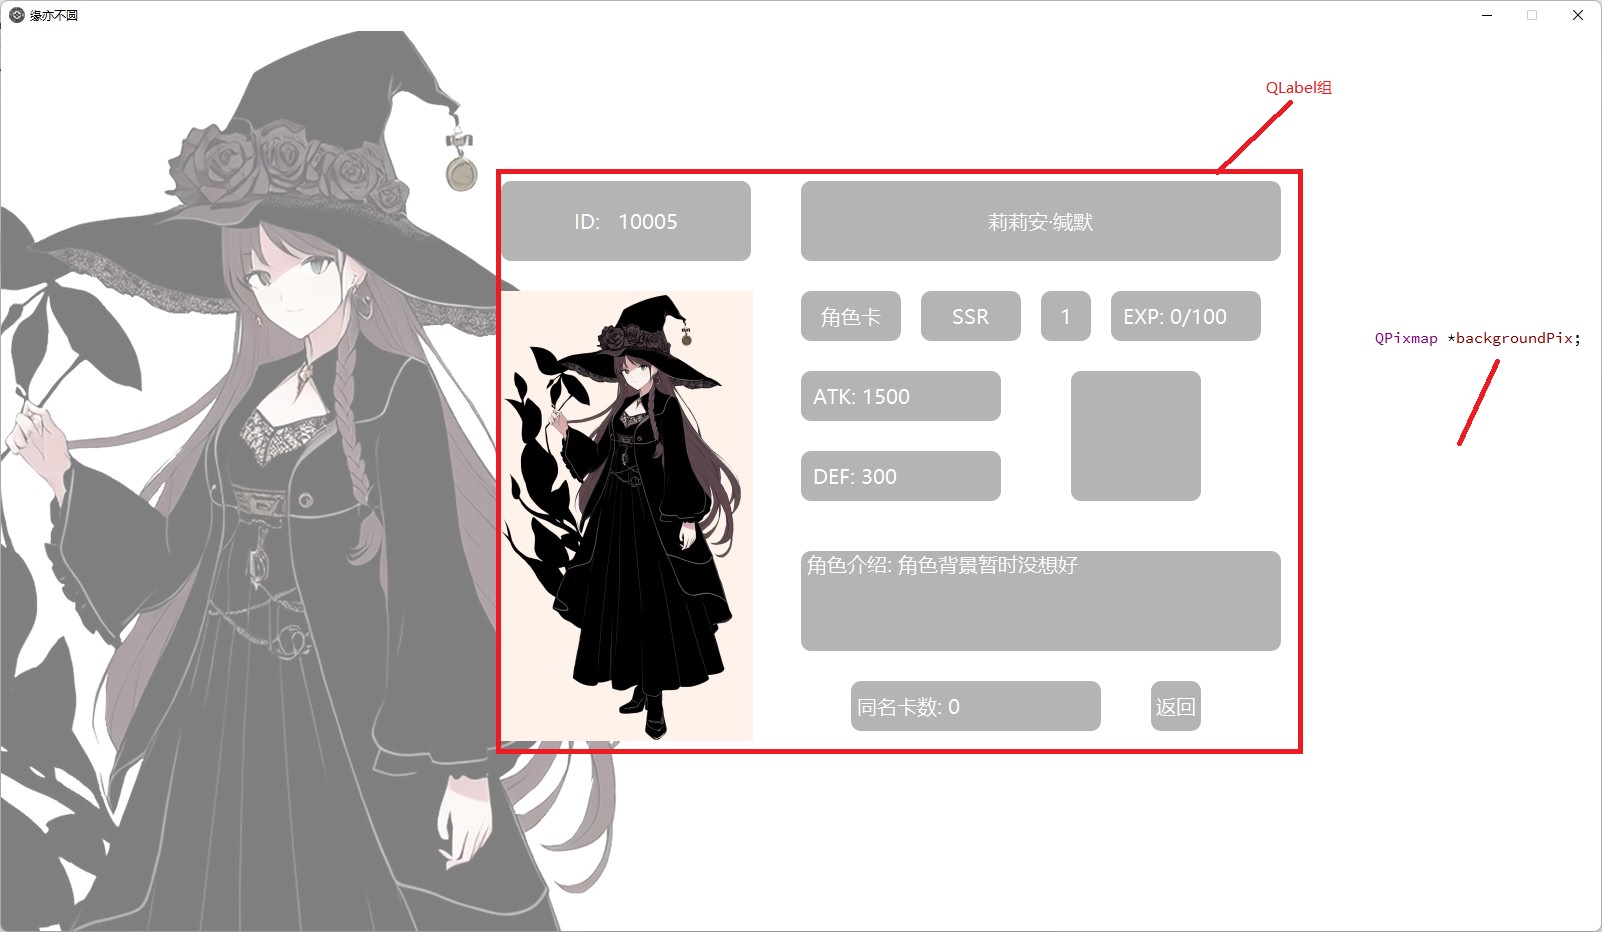 缘亦不圆
QLabel组
ID: 10005
莉莉安·缄默
角色卡
SSR
1
EXP: 0/100
QPixmap *backgroundPix;
ATK: 1500
DEF: 300
角色介绍: 角色背景暂时没想好
同名卡数: 0
返回